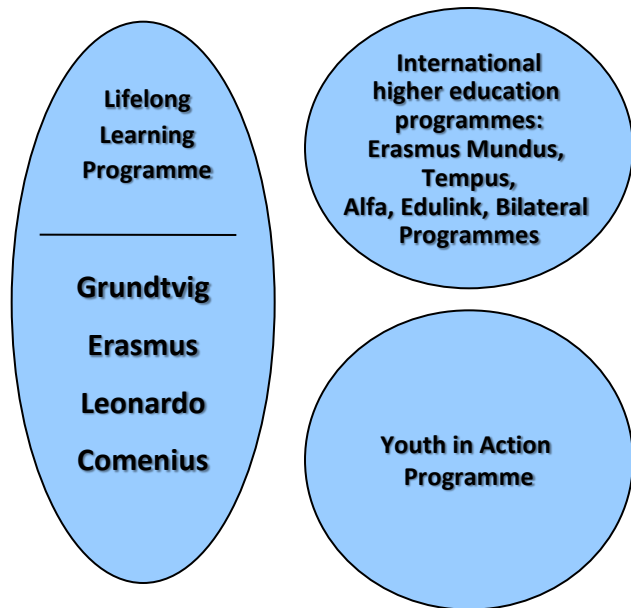 Lifelong
Learning
Programme
Grundtvig
Erasmus
Leonardo
Comenius
International
higher education
programmes:
Erasmus Mundus,
Tempus,
Alfa, Edulink, Bilateral
Programmes
Youth in Action
Programme